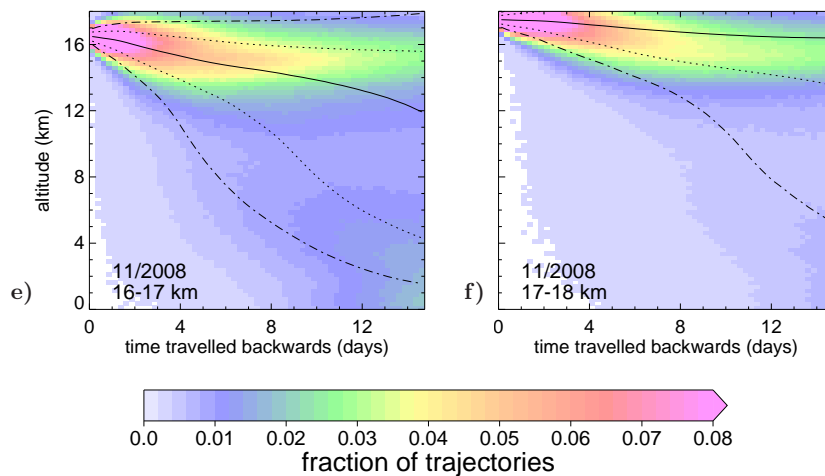 16
12
8
4
0
altitude (km)
11/2008
16-17 km
e)
0 4 8 12
time travelled backwards (days)
11/2008
17-18 km
f)
0 4 8 12
time travelled backwards (days)
0.0 0.01 0.02 0.03 0.04 0.05 0.06 0.07 0.08
fraction of trajectories